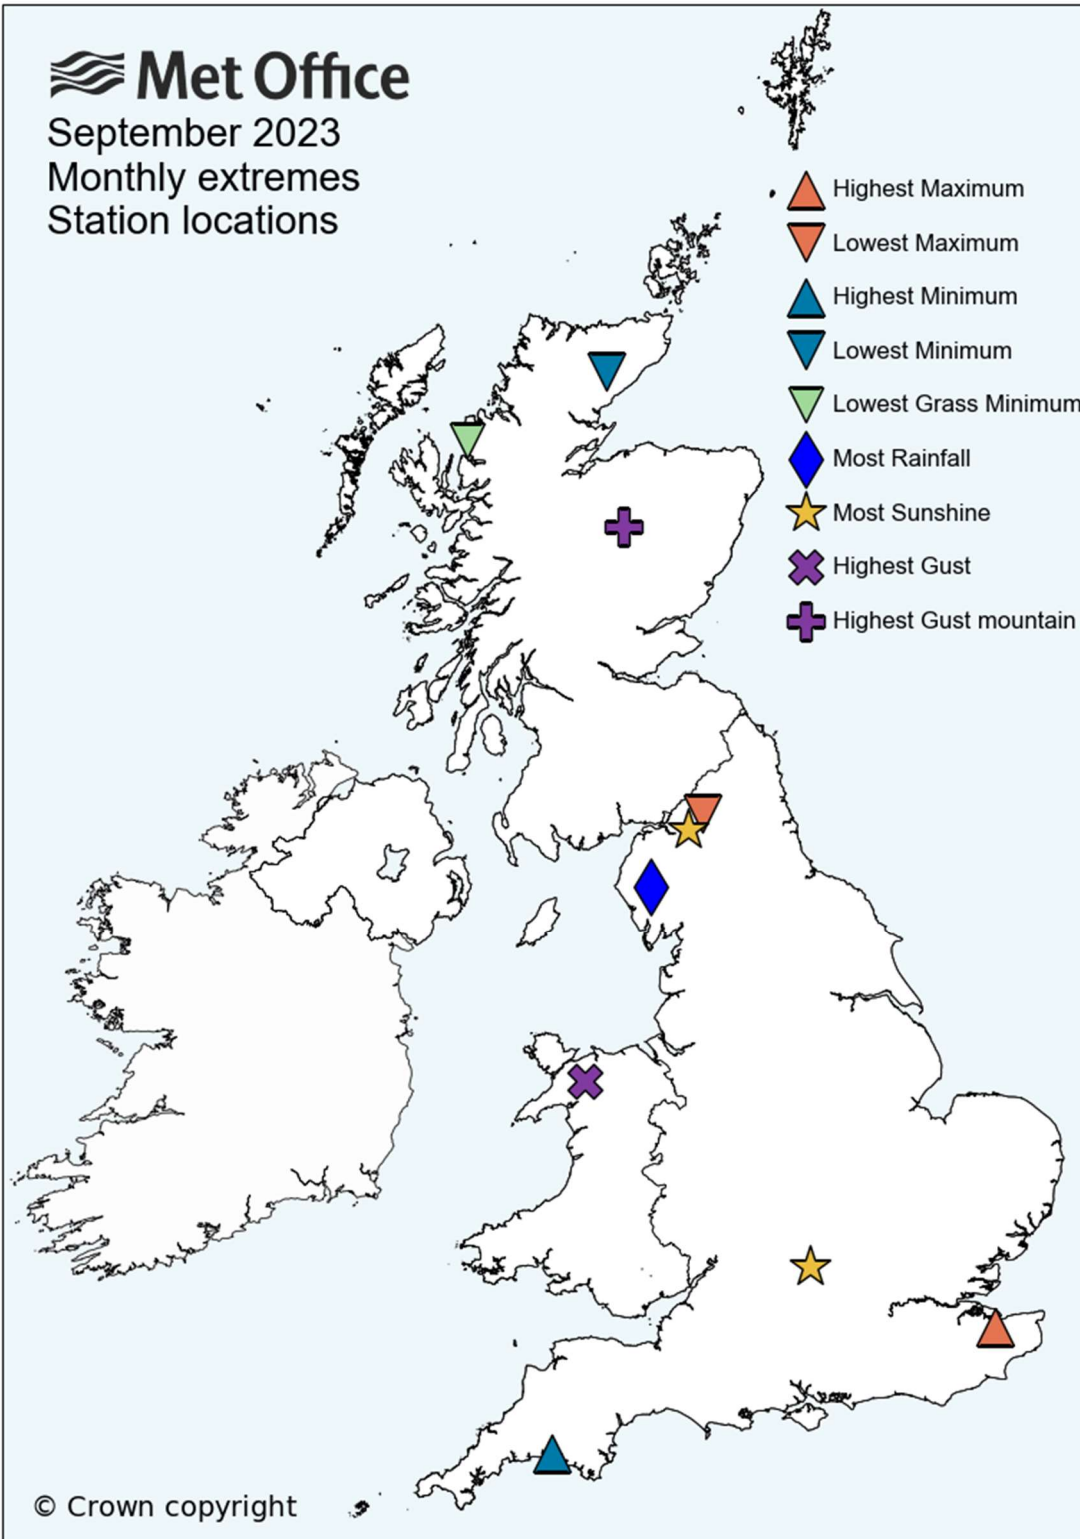 Met Office
September 2023
Monthly extremes
Station locations
Highest Maximum
Lowest Maximum
Highest Minimum
Lowest Minimum
Lowest Grass Minimum
Most Rainfall
Most Sunshine
Highest Gust
Highest Gust mountain
© Crown copyright